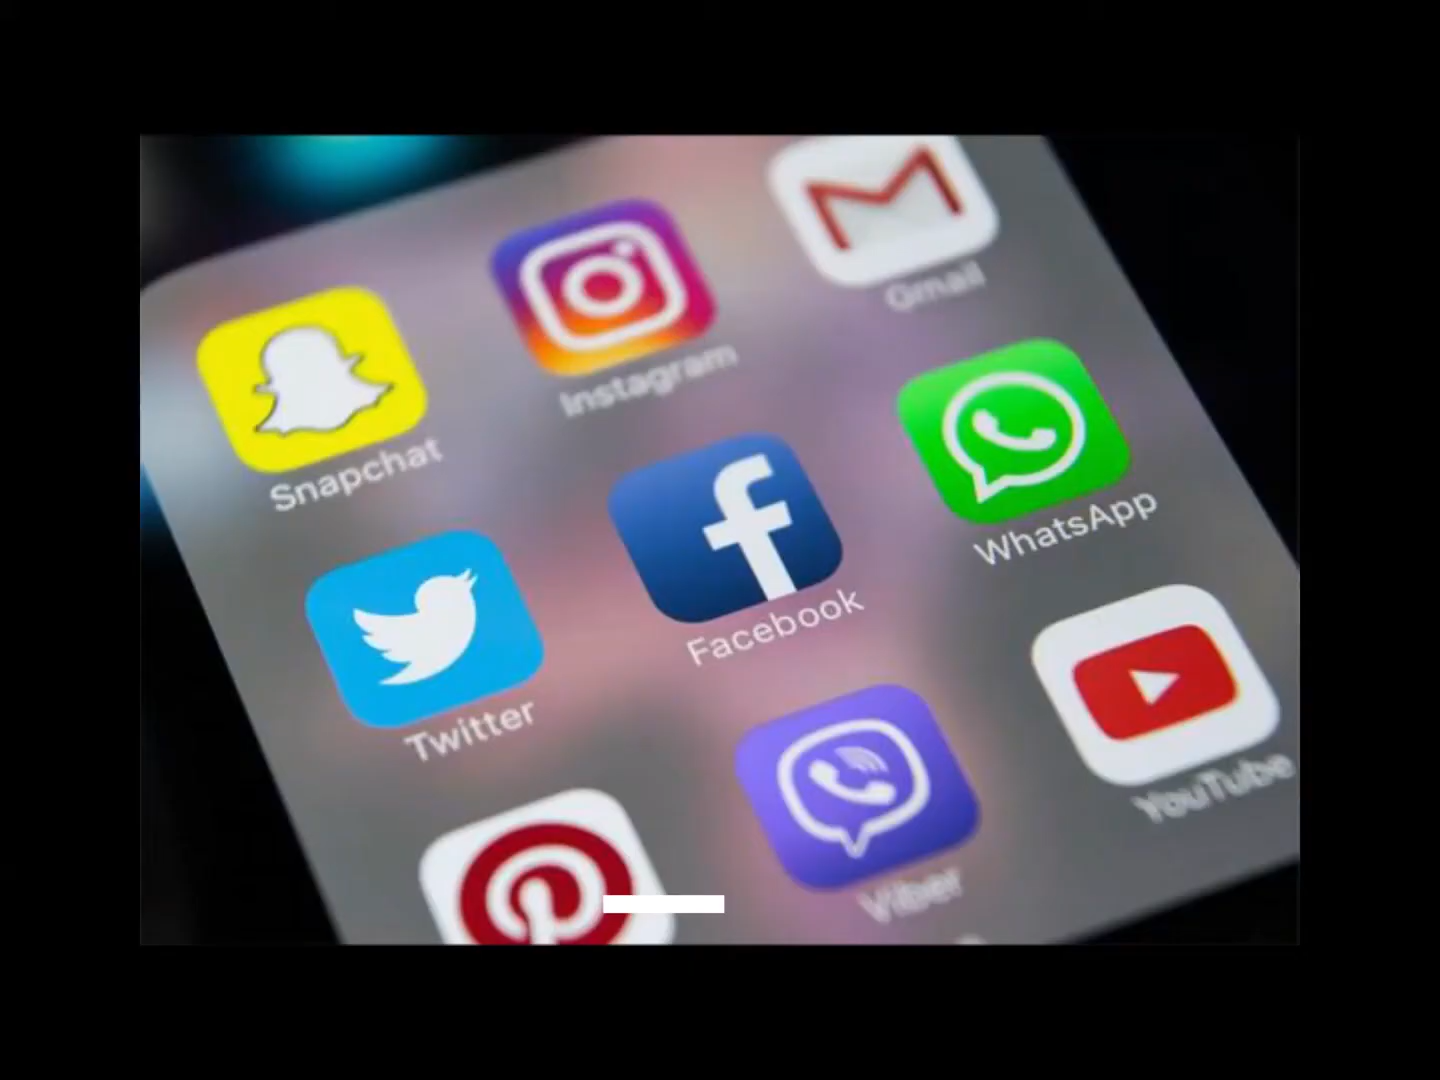 Gmail
Instagram
Snapchat
WhatsApp
Facebook
Twitter
YouTube
Viber